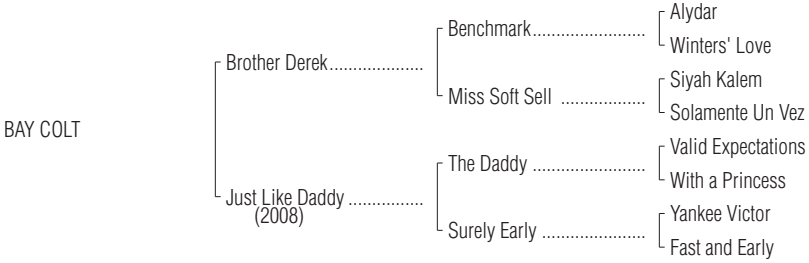 Alydar
Benchmark........................
Winters' Love
Brother Derek....................
Siyah Kalem
Miss Soft Sell ..................
Solamente Un Vez
BAY COLT
Valid Expectations
The Daddy ........................
With a Princess
Just Like Daddy ................
(2008)
Yankee Victor
Surely Early ......................
Fast and Early